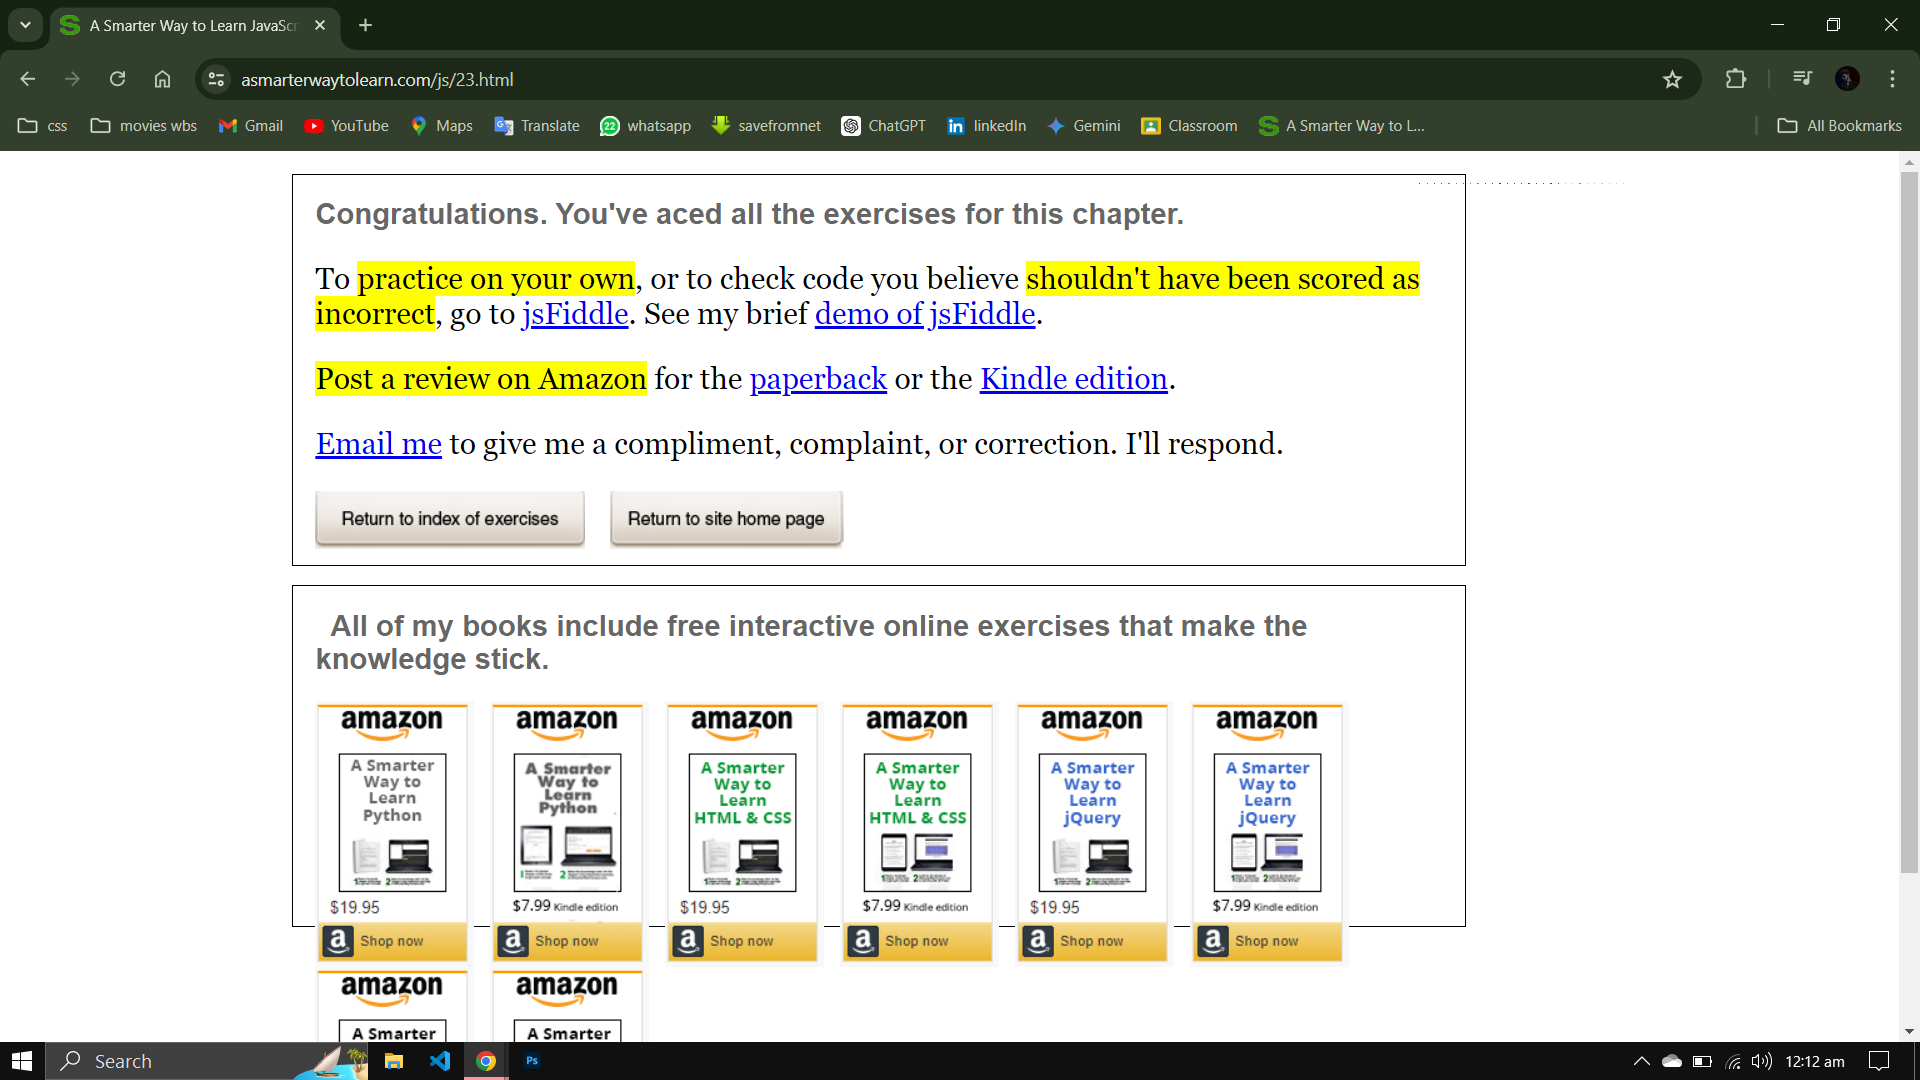 A Smarter Way to Learn JavaScr
asmarterwaytolearn.com/js/23.html
css movies wbs Gmail YouTube Maps Translate 22 whatsapp savefromnet ChatGPT linkedIn Gemini Classroom A Smarter Way to L... All Bookmarks
Congratulations. You've aced all the exercises for this chapter.
To practice on your own, or to check code you believe shouldn't have been scored as
incorrect, go to jsFiddle. See my brief demo of jsFiddle.
Post a review on Amazon for the paperback or the Kindle edition.
Email me to give me a compliment, complaint, or correction. I'll respond.
Return to index of exercises Return to site home page
All of my books include free interactive online exercises that make the
knowledge stick.
amazon amazon amazon amazon amazon amazon
A Smarter A Smarter A Smarter A Smarter A Smarter A Smarter
Way to Way to Way to Way to Way to Way to
Learn Learn Learn Learn Learn Learn
Python Python HTML & CSS HTML & CSS jQuery jQuery
$19.95 $7.99 Kindle edition $19.95 $7.99 Kindle edition $19.95 $7.99 Kindle edition
a Shop now a Shop now a Shop now a Shop now a Shop now a Shop now
amazon amazon
A Smarter A Smarter
Search Ps 12:12 am